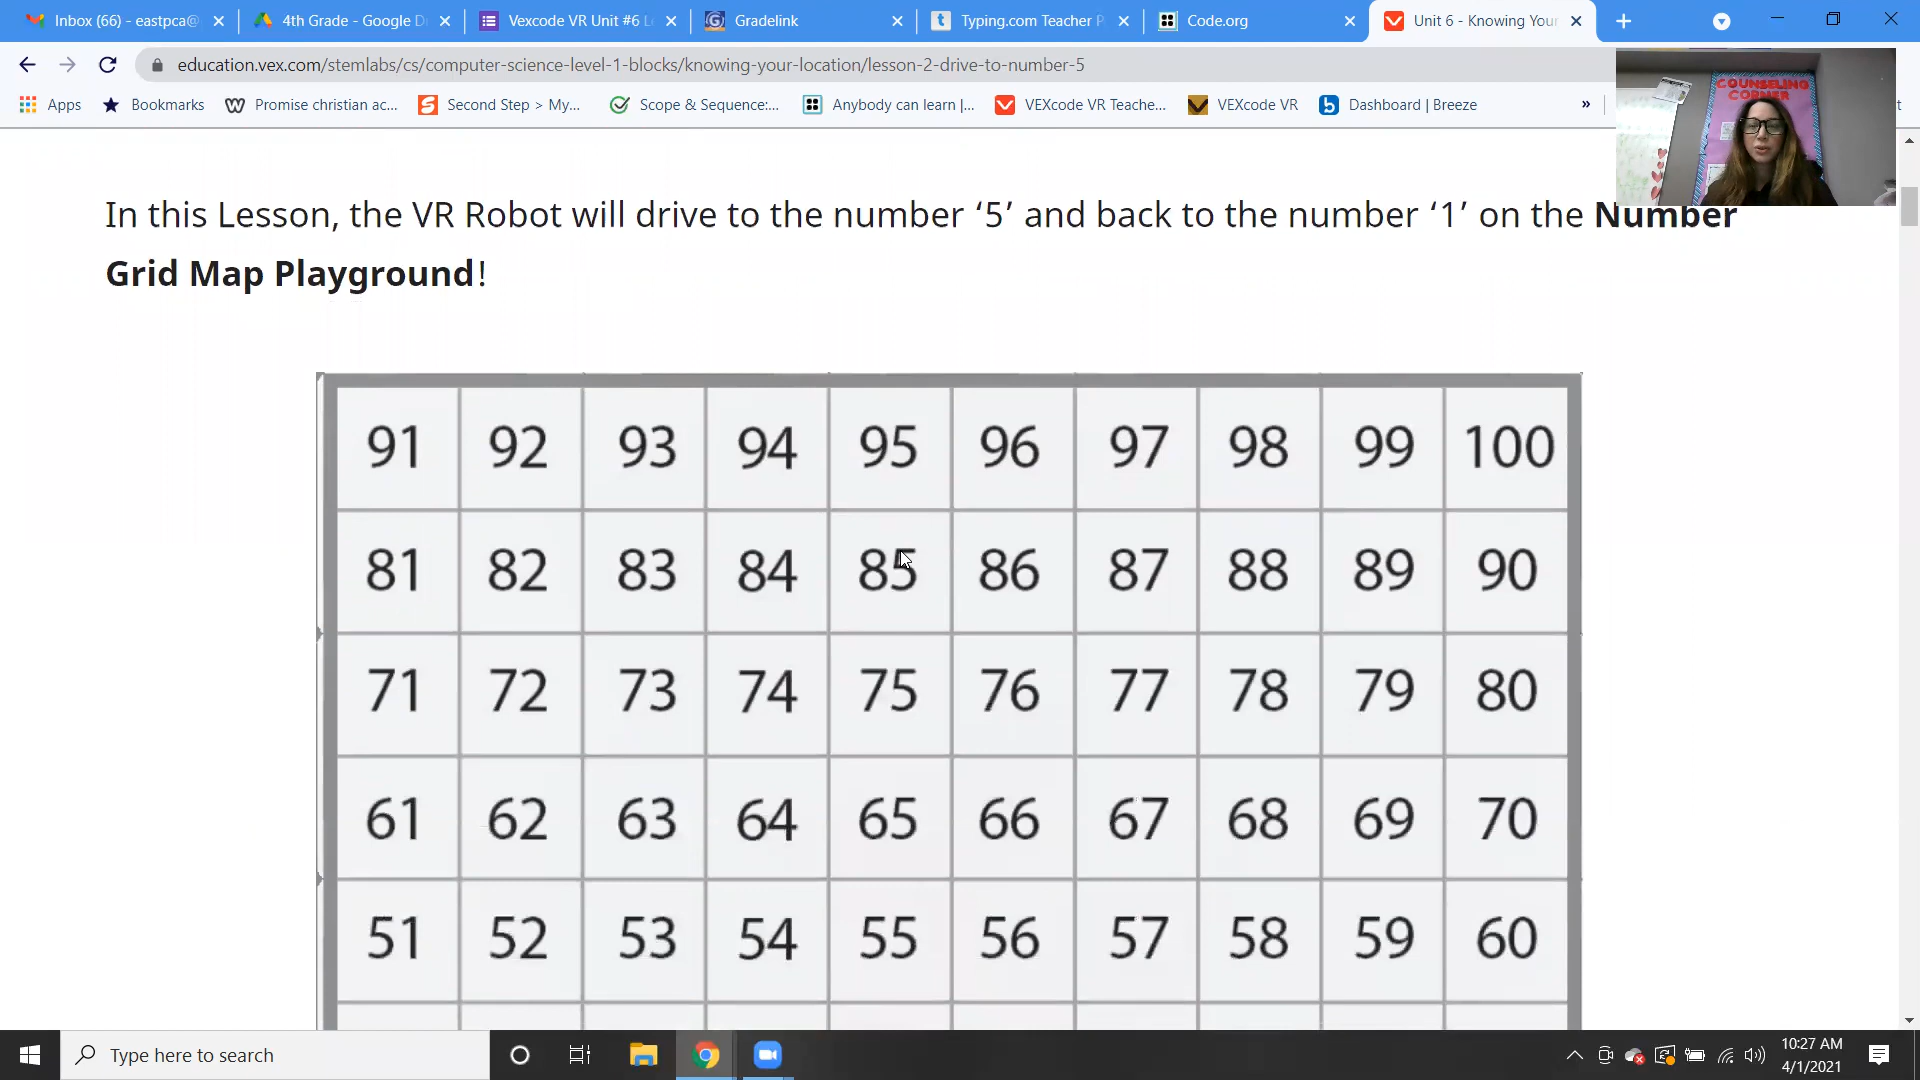 Inbox (66) - eastpca@
4th Grade - Google D
Vexcode VR Unit #6 L
Gradelink
Typing.com Teacher P
Code.org
Unit 6 - Knowing Your
education.vex.com/stemlabs/cs/computer-science-level-1-blocks/knowing-your-location/lesson-2-drive-to-number-5
Apps
Bookmarks
Promise christian ac...
Second Step > My...
Scope & Sequence:...
Anybody can learn |...
VEXcode VR Teache...
VEXcode VR
Dashboard | Breeze
»
COUNSELING
CORNER
In this Lesson, the VR Robot will drive to the number ‘5’ and back to the number ‘1’ on the Number
Grid Map Playground!
91 92 93 94 95 96 97 98 99 100
81 82 83 84 85 86 87 88 89 90
71 72 73 74 75 76 77 78 79 80
61 62 63 64 65 66 67 68 69 70
51 52 53 54 55 56 57 58 59 60
Type here to search
10:27 AM
4/1/2021